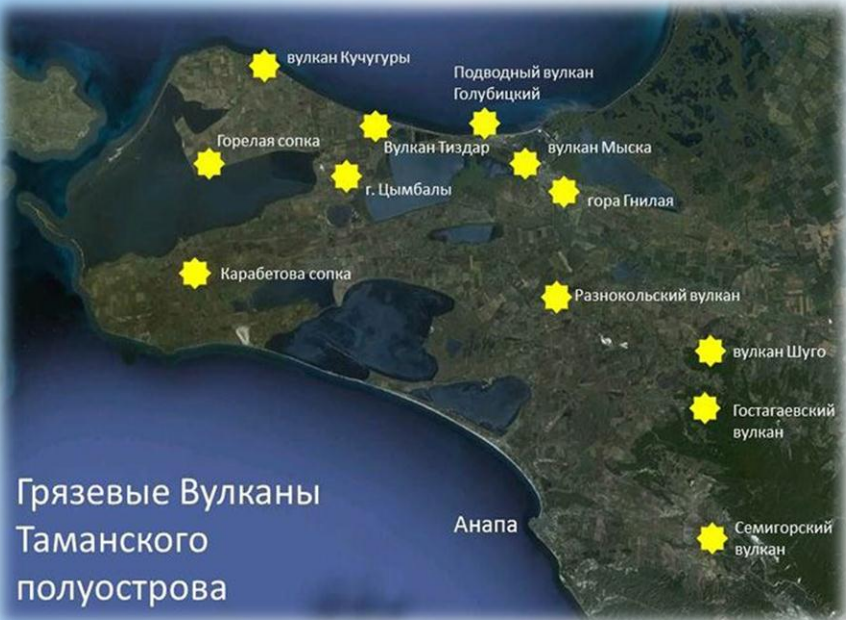 вулкан Кучугуры
Подводный вулкан
Голубицкий
Горелая сопка
Вулкан Тиздар
вулкан Мыска
г. Цымбалы
гора Гнилая
Карабетова сопка
Разнокольский вулкан
вулкан Шуго
Гостагаевский
вулкан
Грязевые Вулканы
Таманского
полуострова
Анапа
Семигорский
вулкан